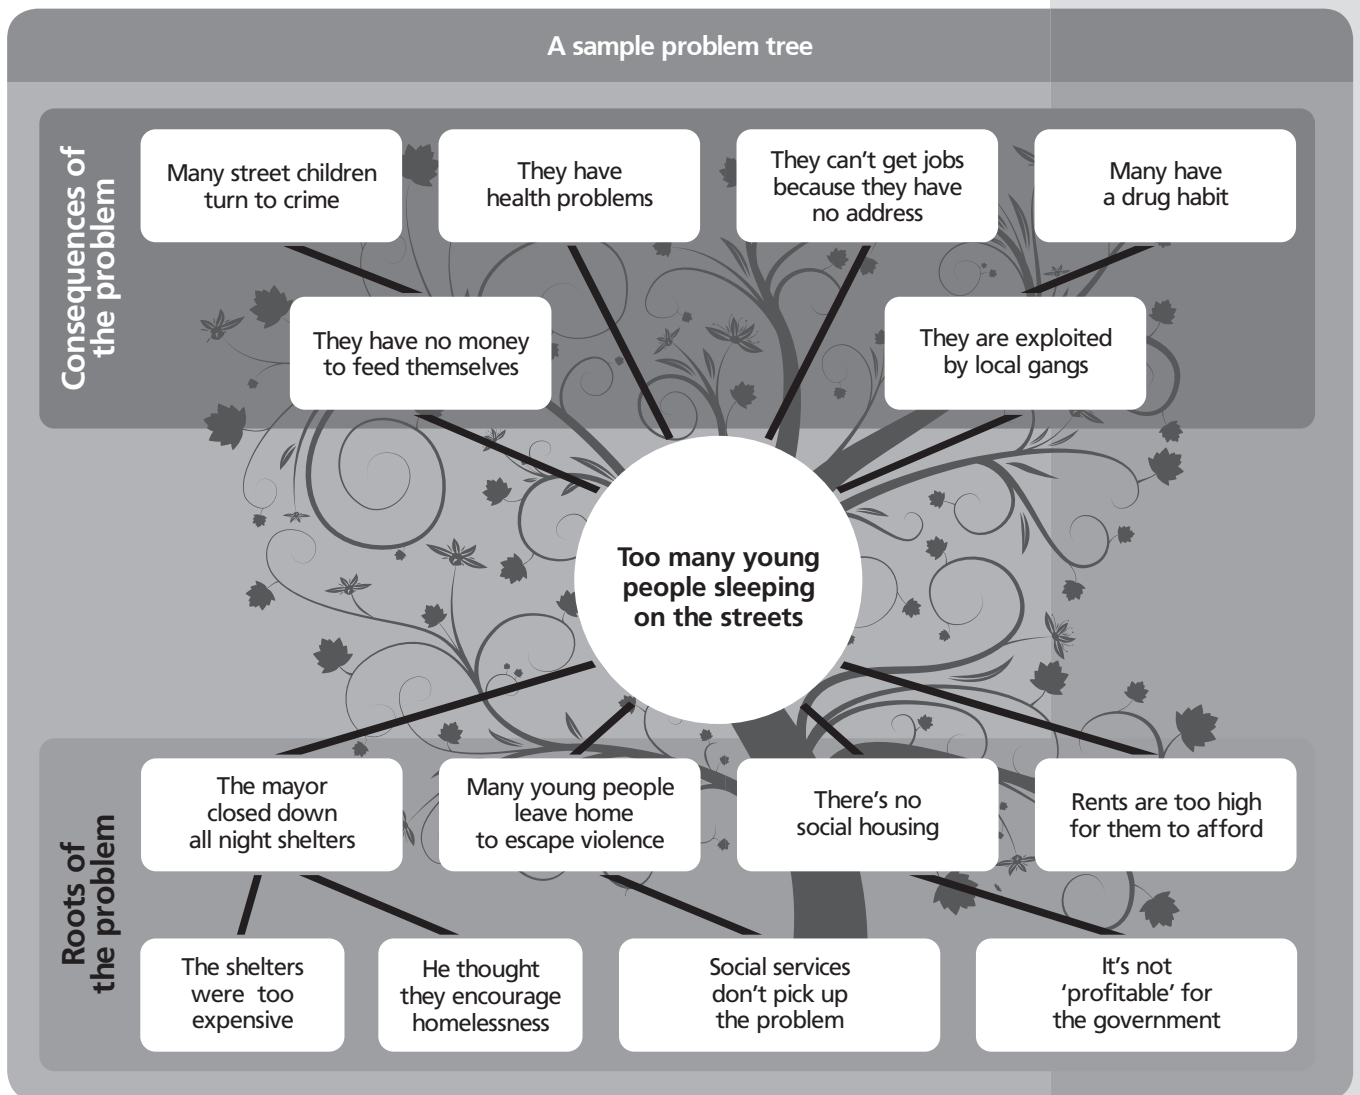 A sample problem tree
Consequences of
the problem
Many street children
turn to crime
They have
health problems
They can't get jobs
because they have
no address
Many have
a drug habit
They have no money
to feed themselves
They are exploited
by local gangs
Too many young
people sleeping
on the streets
Roots of
the problem
The mayor
closed down
all night shelters
Many young people
leave home
to escape violence
There's no
social housing
Rents are too high
for them to afford
The shelters
were too
expensive
He thought
they encourage
homelessness
Social services
don't pick up
the problem
It's not
‘profitable’ for
the government